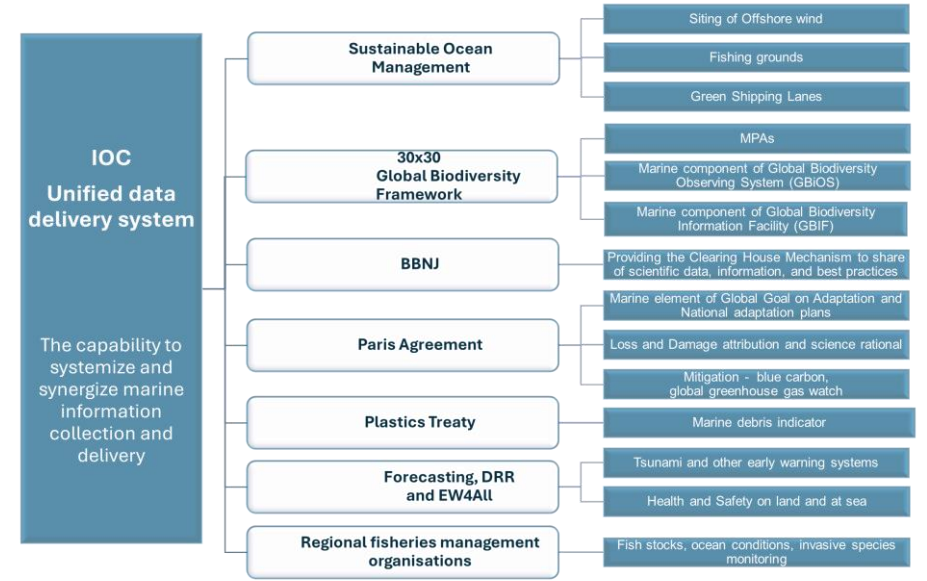 IOC
Unified data
delivery system
The capability to
systemize and
synergize marine
information
collection and
delivery
Sustainable Ocean
Management
Siting of Offshore wind
Fishing grounds
Green Shipping Lanes
30x30
Global Biodiversity
Framework
MPAs
Marine component of Global Biodiversity
Observing System (GBiOS)
Marine component of Global Biodiversity
Information Facility (GBIF)
BBNJ
Providing the Clearing House Mechanism to share
of scientific data, information, and best practices
Paris Agreement
Marine element of Global Goal on Adaptation and
National adaptation plans
Loss and Damage attribution and science rational
Mitigation - blue carbon,
global greenhouse gas watch
Plastics Treaty
Marine debris indicator
Forecasting, DRR
and EW4All
Tsunami and other early warning systems
Health and Safety on land and at sea
Regional fisheries management
organisations
Fish stocks, ocean conditions, invasive species
monitoring